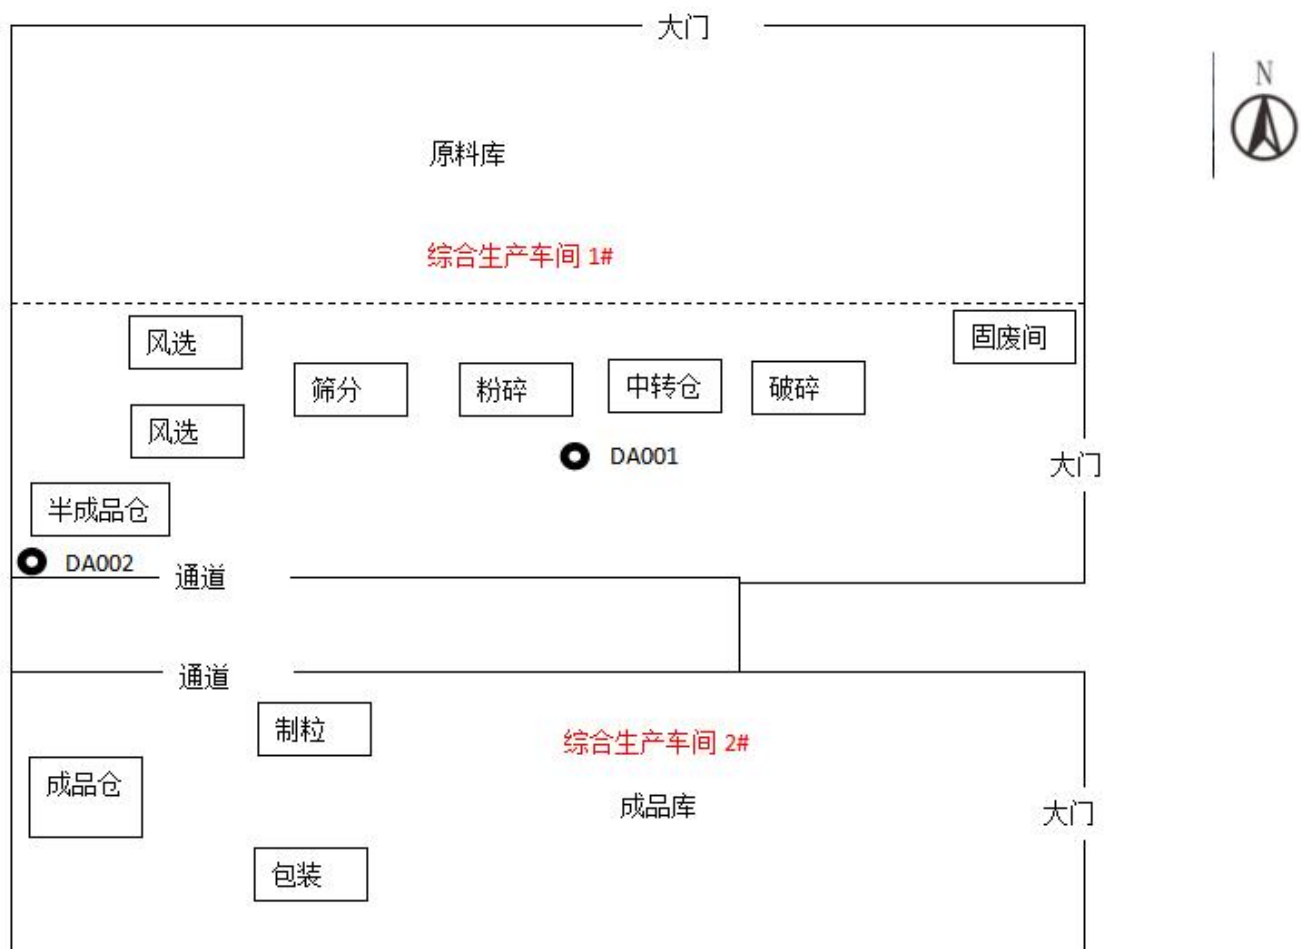 大门
N
原料库
综合生产车间 1#
风选
固废间
筛分
粉碎
中转仓
破碎
风选
DA001
大门
半成品仓
DA002
通道
通道
制粒
综合生产车间 2#
成品仓
成品库
大门
包装